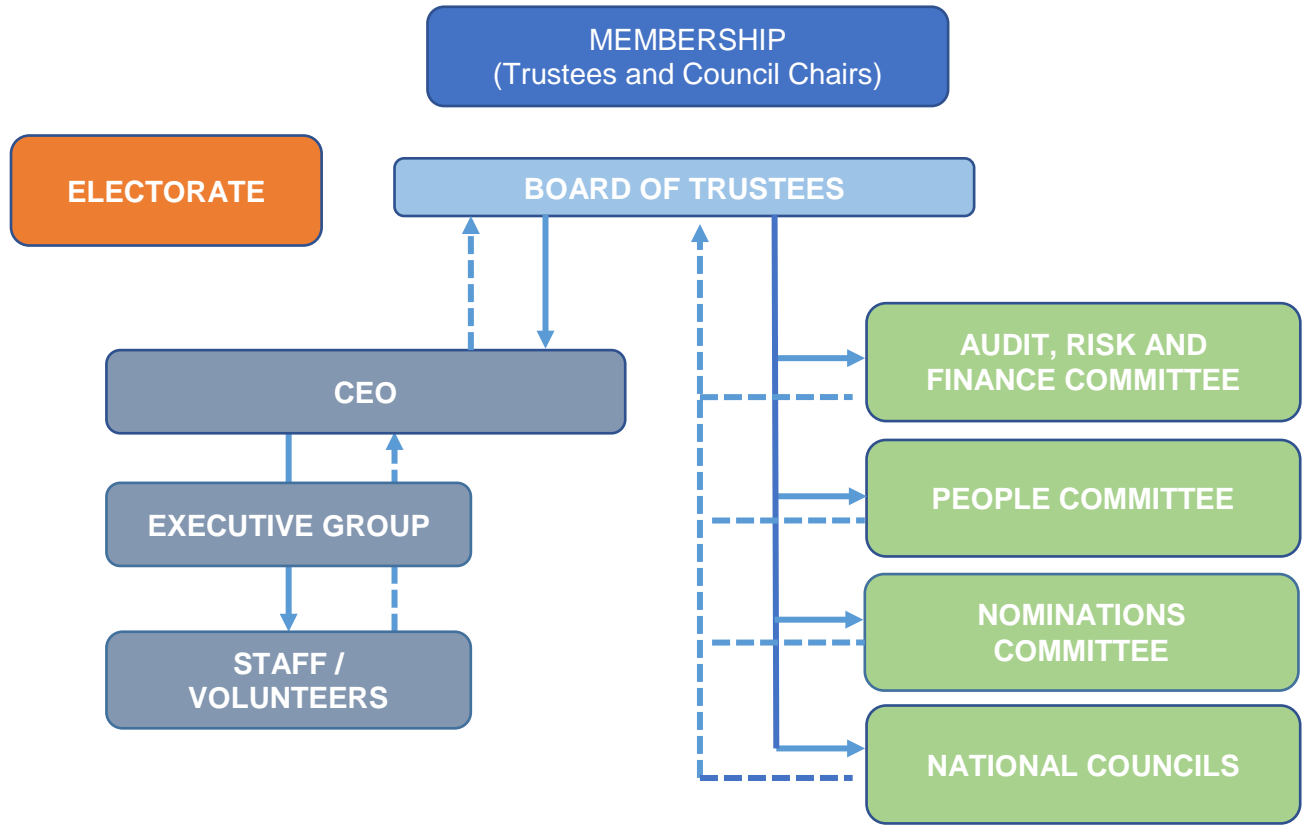 MEMBERSHIP
(Trustees and Council Chairs)
ELECTORATE
BOARD OF TRUSTEES
AUDIT, RISK AND
FINANCE COMMITTEE
CEO
PEOPLE COMMITTEE
EXECUTIVE GROUP
NOMINATIONS
COMMITTEE
STAFF /
VOLUNTEERS
NATIONAL COUNCILS